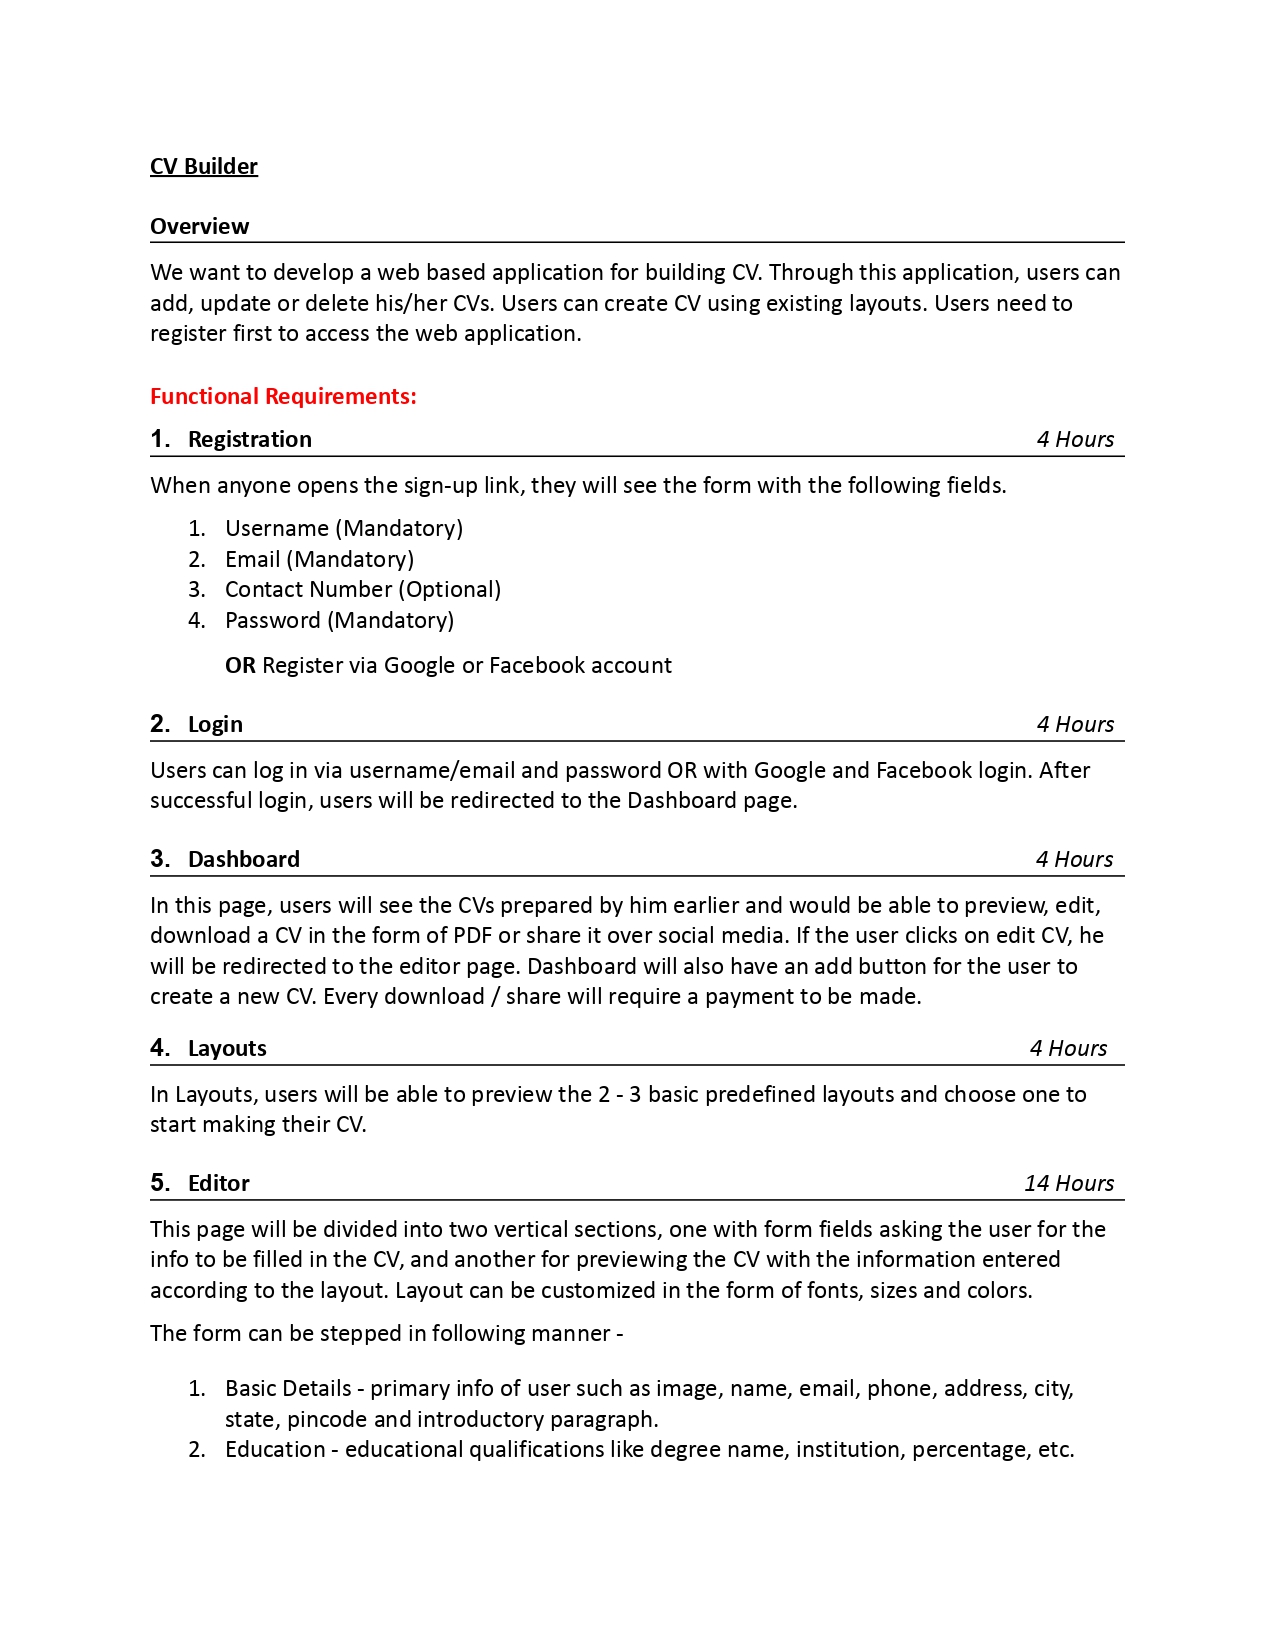 CV Builder
Overview
We want to develop a web based application for building CV. Through this application, users can
add, update or delete his/her CVs. Users can create CV using existing layouts. Users need to
register first to access the web application.
Functional Requirements:
1. Registration 4 Hours
When anyone opens the sign-up link, they will see the form with the following fields.
1. Username (Mandatory)
2. Email (Mandatory)
3. Contact Number (Optional)
4. Password (Mandatory)
OR Register via Google or Facebook account
2. Login 4 Hours
Users can log in via username/email and password OR with Google and Facebook login. After
successful login, users will be redirected to the Dashboard page.
3. Dashboard 4 Hours
In this page, users will see the CVs prepared by him earlier and would be able to preview, edit,
download a CV in the form of PDF or share it over social media. If the user clicks on edit CV, he
will be redirected to the editor page. Dashboard will also have an add button for the user to
create a new CV. Every download / share will require a payment to be made.
4. Layouts 4 Hours
In Layouts, users will be able to preview the 2 - 3 basic predefined layouts and choose one to
start making their CV.
5. Editor 14 Hours
This page will be divided into two vertical sections, one with form fields asking the user for the
info to be filled in the CV, and another for previewing the CV with the information entered
according to the layout. Layout can be customized in the form of fonts, sizes and colors.
The form can be stepped in following manner -
1. Basic Details - primary info of user such as image, name, email, phone, address, city,
state, pincode and introductory paragraph.
2. Education - educational qualifications like degree name, institution, percentage, etc.